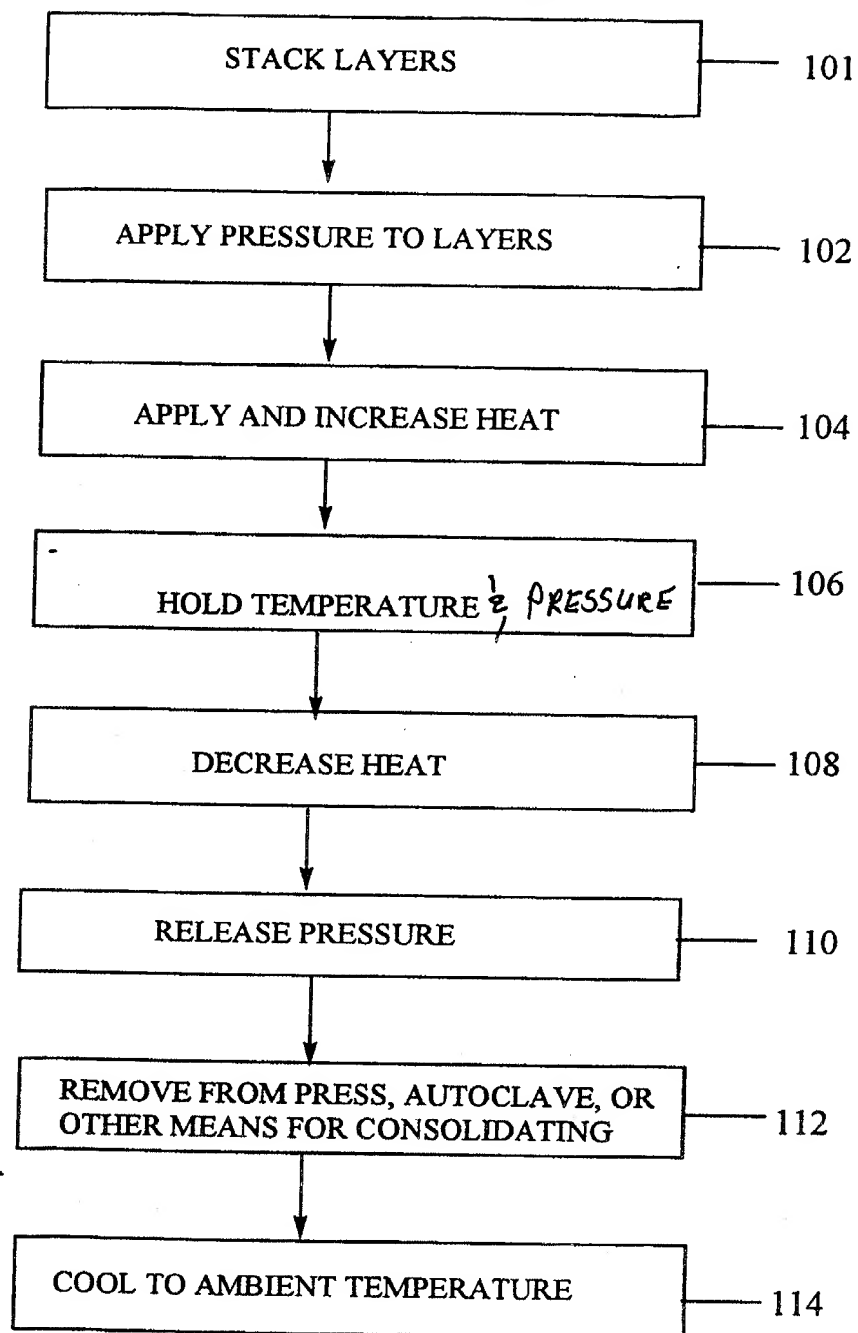 STACK LAYERS
101
APPLY PRESSURE TO LAYERS
102
APPLY AND INCREASE HEAT
104
HOLD TEMPERATURE & PRESSURE
106
DECREASE HEAT
108
RELEASE PRESSURE
110
REMOVE FROM PRESS, AUTOCLAVE, OR
OTHER MEANS FOR CONSOLIDATING
112
COOL TO AMBIENT TEMPERATURE
114